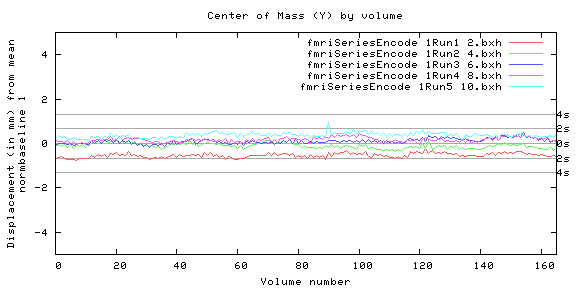 Center of Mass (Y) by volume
fmriSeriesEncode 1Run1 2.bxh
fmriSeriesEncode 1Run2 4.bxh
fmriSeriesEncode 1Run3 6.bxh
fmriSeriesEncode 1Run4 8.bxh
fmriSeriesEncode 1Run5 10.bxh
Displacement (in mm) from mean
normbaseline 1
4
2
0
-2
-4
4s
2s
0s
2s
4s
0 20 40 60 80 100 120 140 160
Volume number